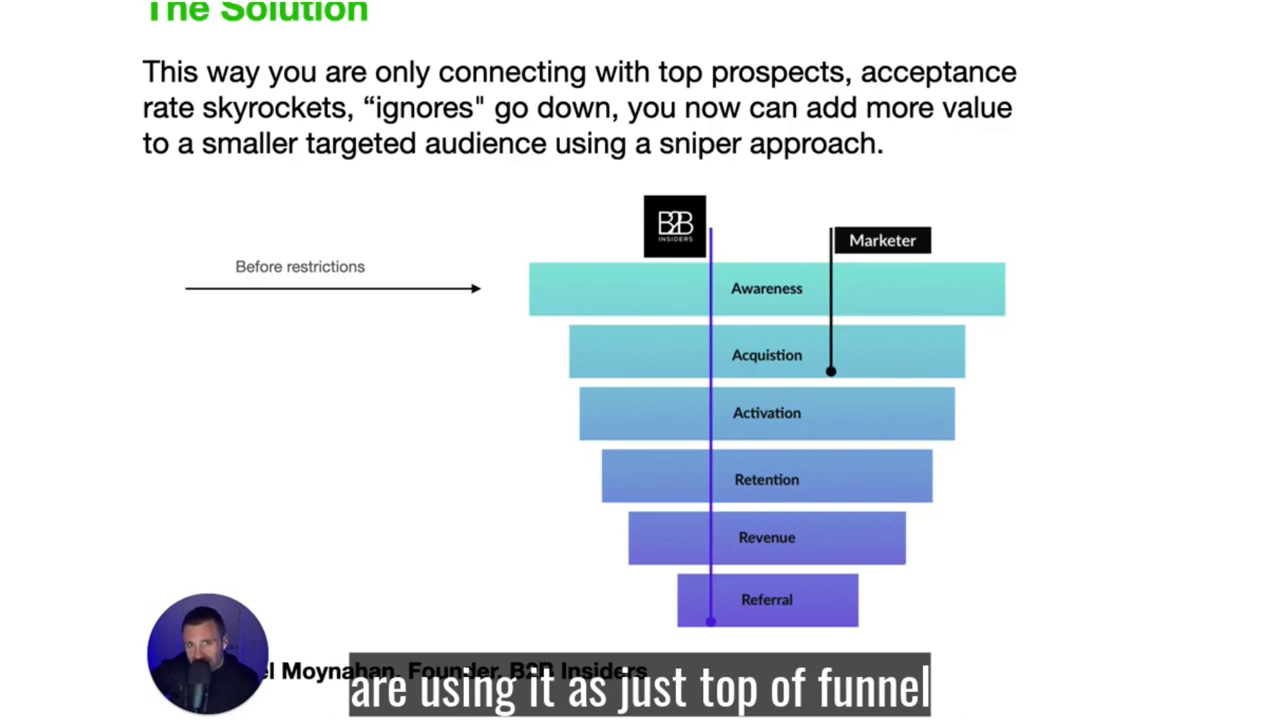 The Solution
This way you are only connecting with top prospects, acceptance
rate skyrockets, “ignores" go down, you now can add more value
to a smaller targeted audience using a sniper approach.
B2B
INSIDERS
Marketer
Before restrictions
Awareness
Acquistion
Activation
Retention
Revenue
Referral
el Moynahan, Founder, B2B Insiders
are using it as just top of funnel